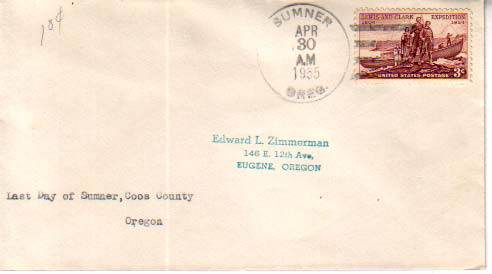 10¢
SUMNER
APR
30
A.M
1955
OREG.
LEWIS AND CLARK EXPEDITION
1804 1954
UNITED STATES POSTAGE 3¢
Edward L. Zimmerman
146 E. 12th Ave,
EUGENE, OREGON
Last Day of Sumner,Coos County
Oregon